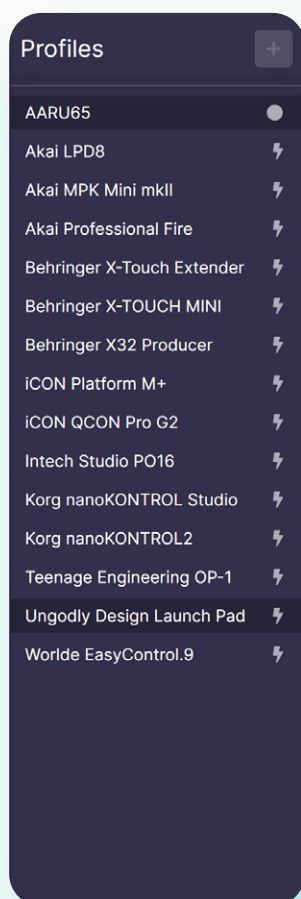 Profiles
AARU65
Akai LPD8
Akai MPK Mini mkII
Akai Professional Fire
Behringer X-Touch Extender
Behringer X-TOUCH MINI
Behringer X32 Producer
iCON Platform M+
iCON QCON Pro G2
Intech Studio PO16
Korg nanoKONTROL Studio
Korg nanoKONTROL2
Teenage Engineering OP-1
Ungodly Design Launch Pad
Worlde EasyControl.9